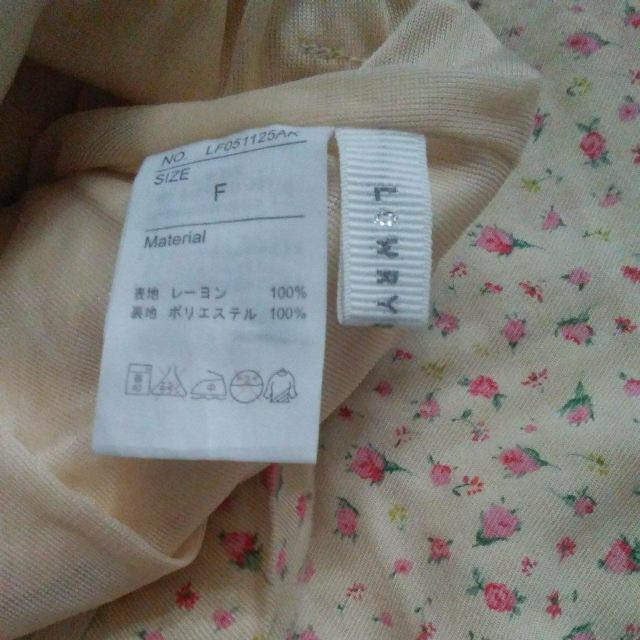 NO. LF051125AK
SIZE
F
Material
表地 レーヨン 100%
裏地 ポリエステル 100%
LOWRY